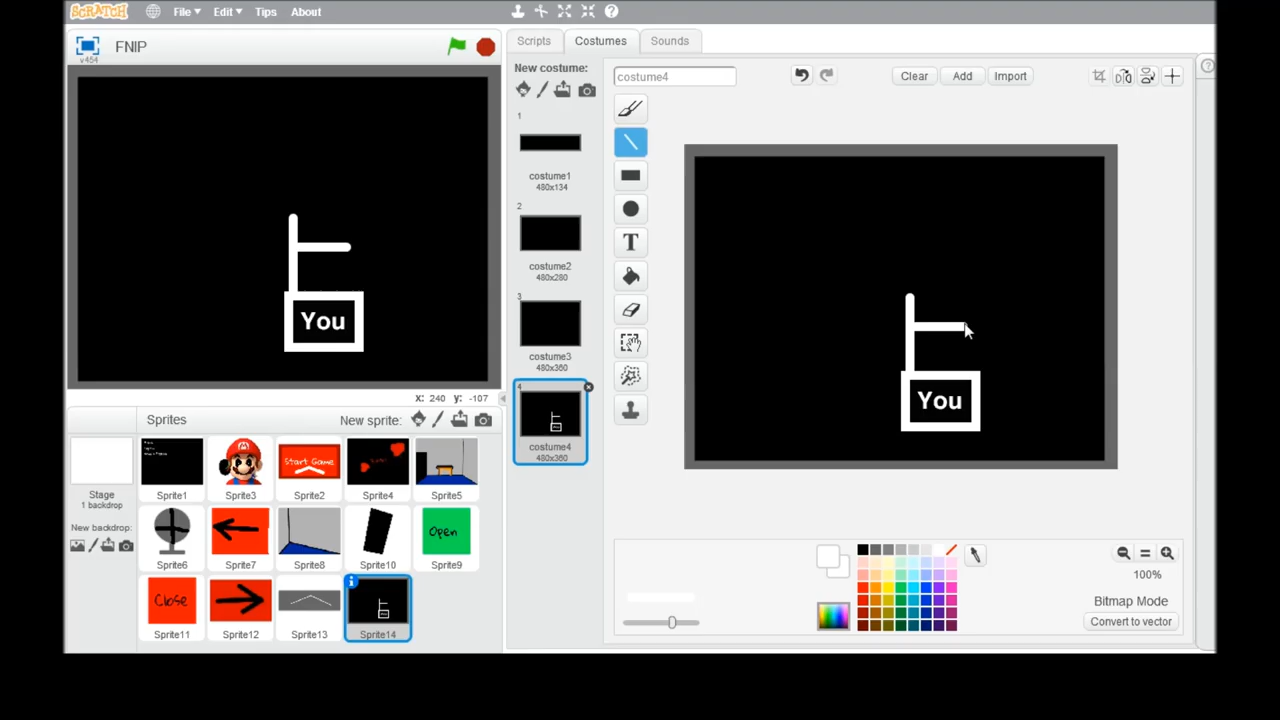 SCRATCH File Edit Tips About
FNIP
v454
Scripts Costumes Sounds
New costume:
costume4
Clear Add Import
1
costume1
480x134
2
costume2
480x280
3
costume3
480x360
4
costume4
480x360
You
You
x: 240 y: -107
Sprites New sprite:
Stage
1 backdrop
New backdrop:
Start Game
Sprite1 Sprite3 Sprite2 Sprite4 Sprite5
Open
Sprite6 Sprite7 Sprite8 Sprite10 Sprite9
Close
Sprite11 Sprite12 Sprite13 Sprite14
100%
Bitmap Mode
Convert to vector